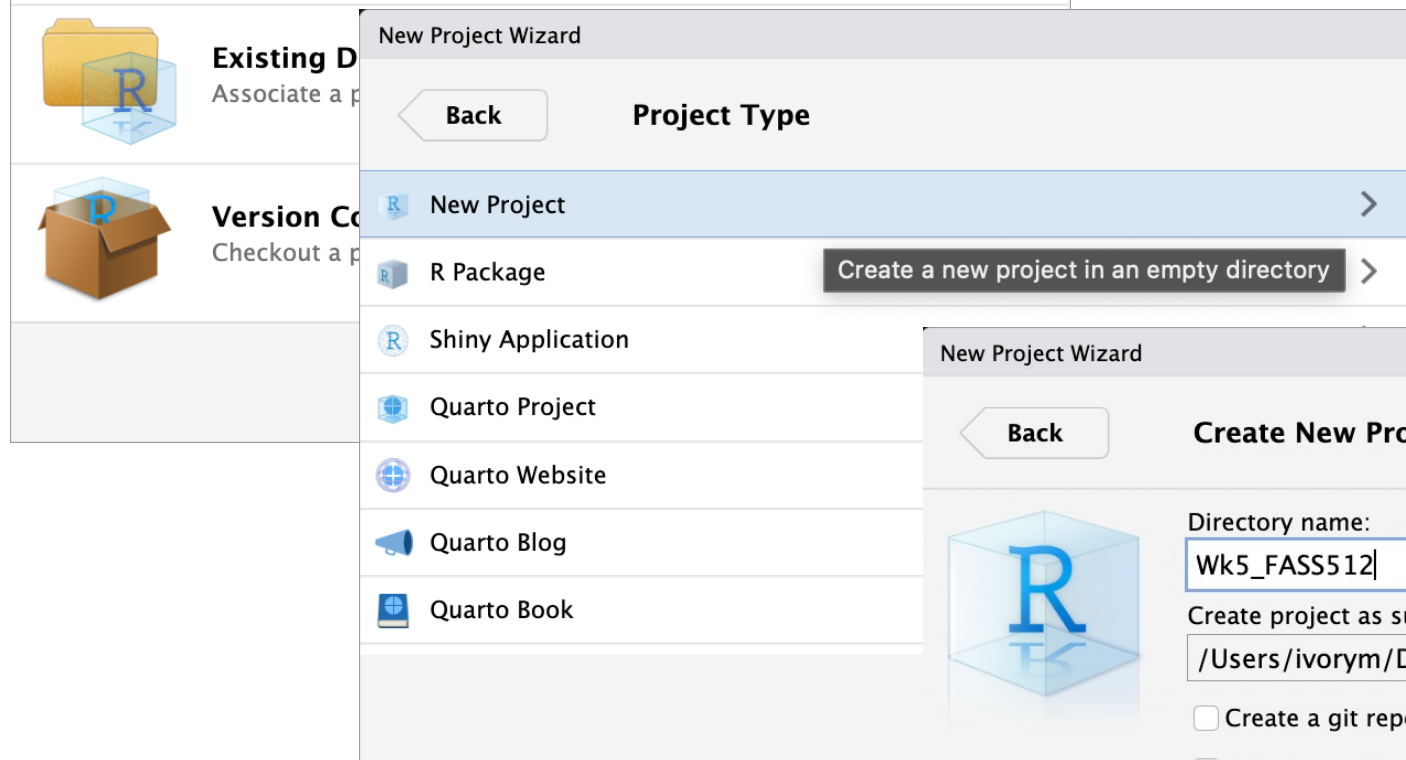 Existing D
Associate a p
Version Co
Checkout a p
New Project Wizard
Back
Project Type
New Project
R Package
Create a new project in an empty directory
Shiny Application
Quarto Project
Quarto Website
Quarto Blog
Quarto Book
New Project Wizard
Back
Create New Pro
Directory name:
Wk5_FASS512
Create project as su
/Users/ivorym/D
Create a git repo